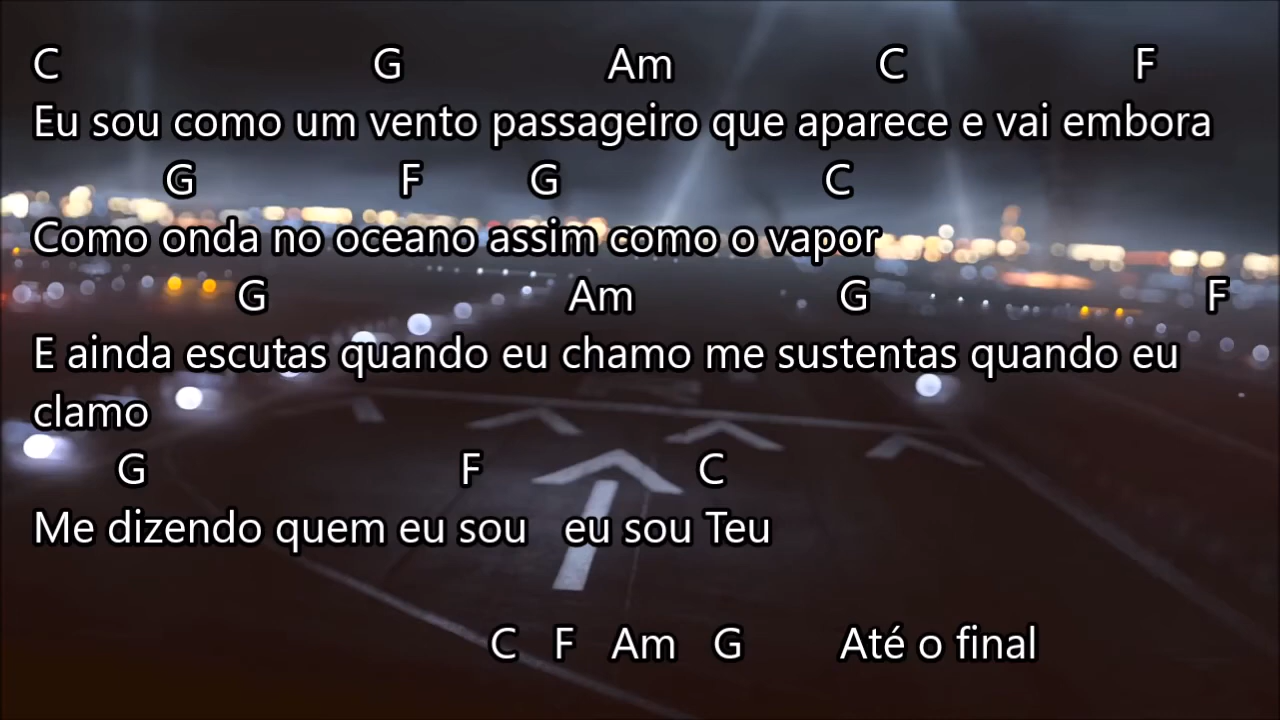 C G Am C F
Eu sou como um vento passageiro que aparece e vai embora
G F G C
Como onda no oceano assim como o vapor
G Am G F
E ainda escutas quando eu chamo me sustentas quando eu
clamo
G F C
Me dizendo quem eu sou eu sou Teu
C F Am G Até o final